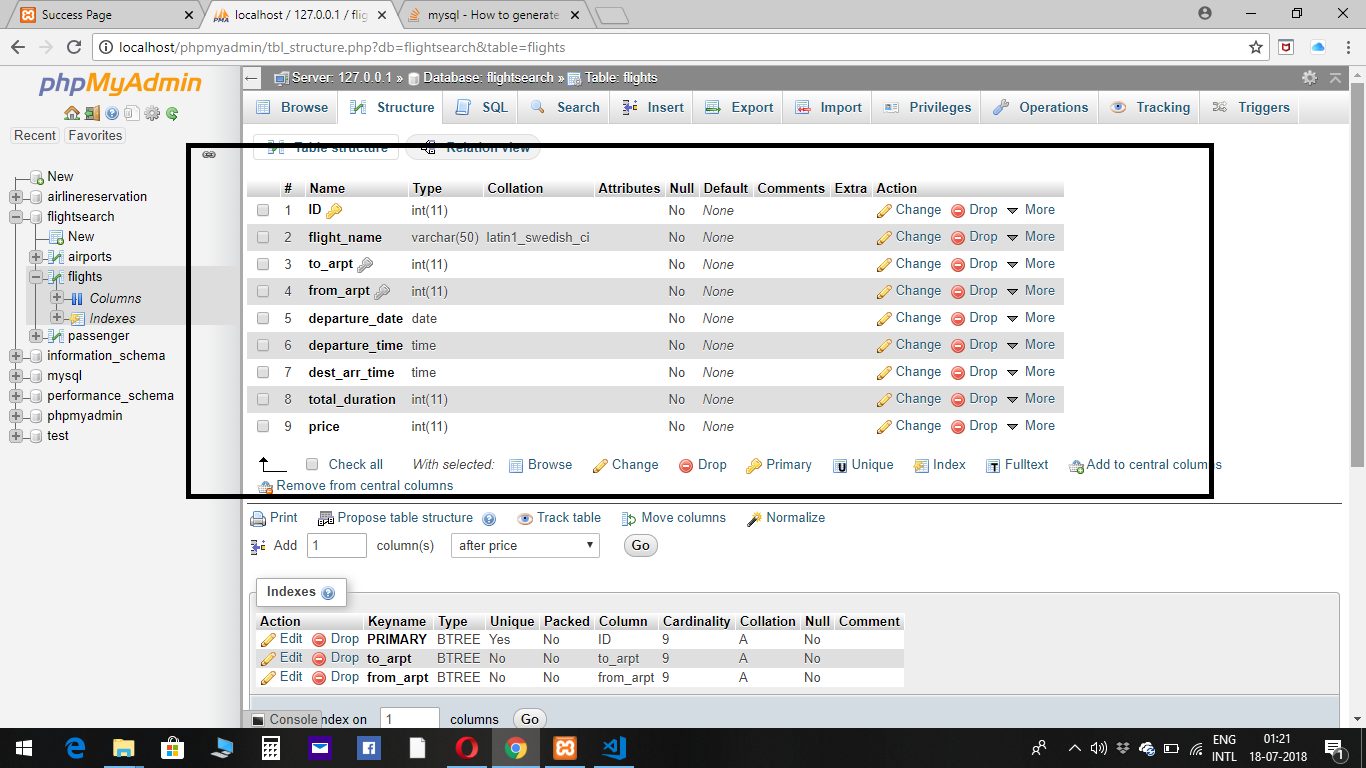 Success Page
localhost / 127.0.0.1 / flig
mysql - How to generate
localhost/phpmyadmin/tbl_structure.php?db=flightsearch&table=flights
phpMyAdmin
Recent Favorites
New
airlinereservation
flightsearch
New
airports
flights
Columns
Indexes
passenger
information_schema
mysql
performance_schema
phpmyadmin
test
Server: 127.0.0.1 » Database: flightsearch » Table: flights
Browse Structure SQL Search Insert Export Import Privileges Operations Tracking Triggers
Table structure Relation view
# Name Type Collation Attributes Null Default Comments Extra Action
1 ID int(11) No None Change Drop More
2 flight_name varchar(50) latin1_swedish_ci No None Change Drop More
3 to_arpt int(11) No None Change Drop More
4 from_arpt int(11) No None Change Drop More
5 departure_date date No None Change Drop More
6 departure_time time No None Change Drop More
7 dest_arr_time time No None Change Drop More
8 total_duration int(11) No None Change Drop More
9 price int(11) No None Change Drop More
Check all With selected: Browse Change Drop Primary Unique Index Fulltext Add to central columns
Remove from central columns
Print Propose table structure Track table Move columns Normalize
Add 1 column(s) after price Go
Indexes
Action Keyname Type Unique Packed Column Cardinality Collation Null Comment
Edit Drop PRIMARY BTREE Yes No ID 9 A No
Edit Drop to_arpt BTREE No No to_arpt 9 A No
Edit Drop from_arpt BTREE No No from_arpt 9 A No
Console ndex on 1 columns Go
ENG 01:21
INTL 18-07-2018 1